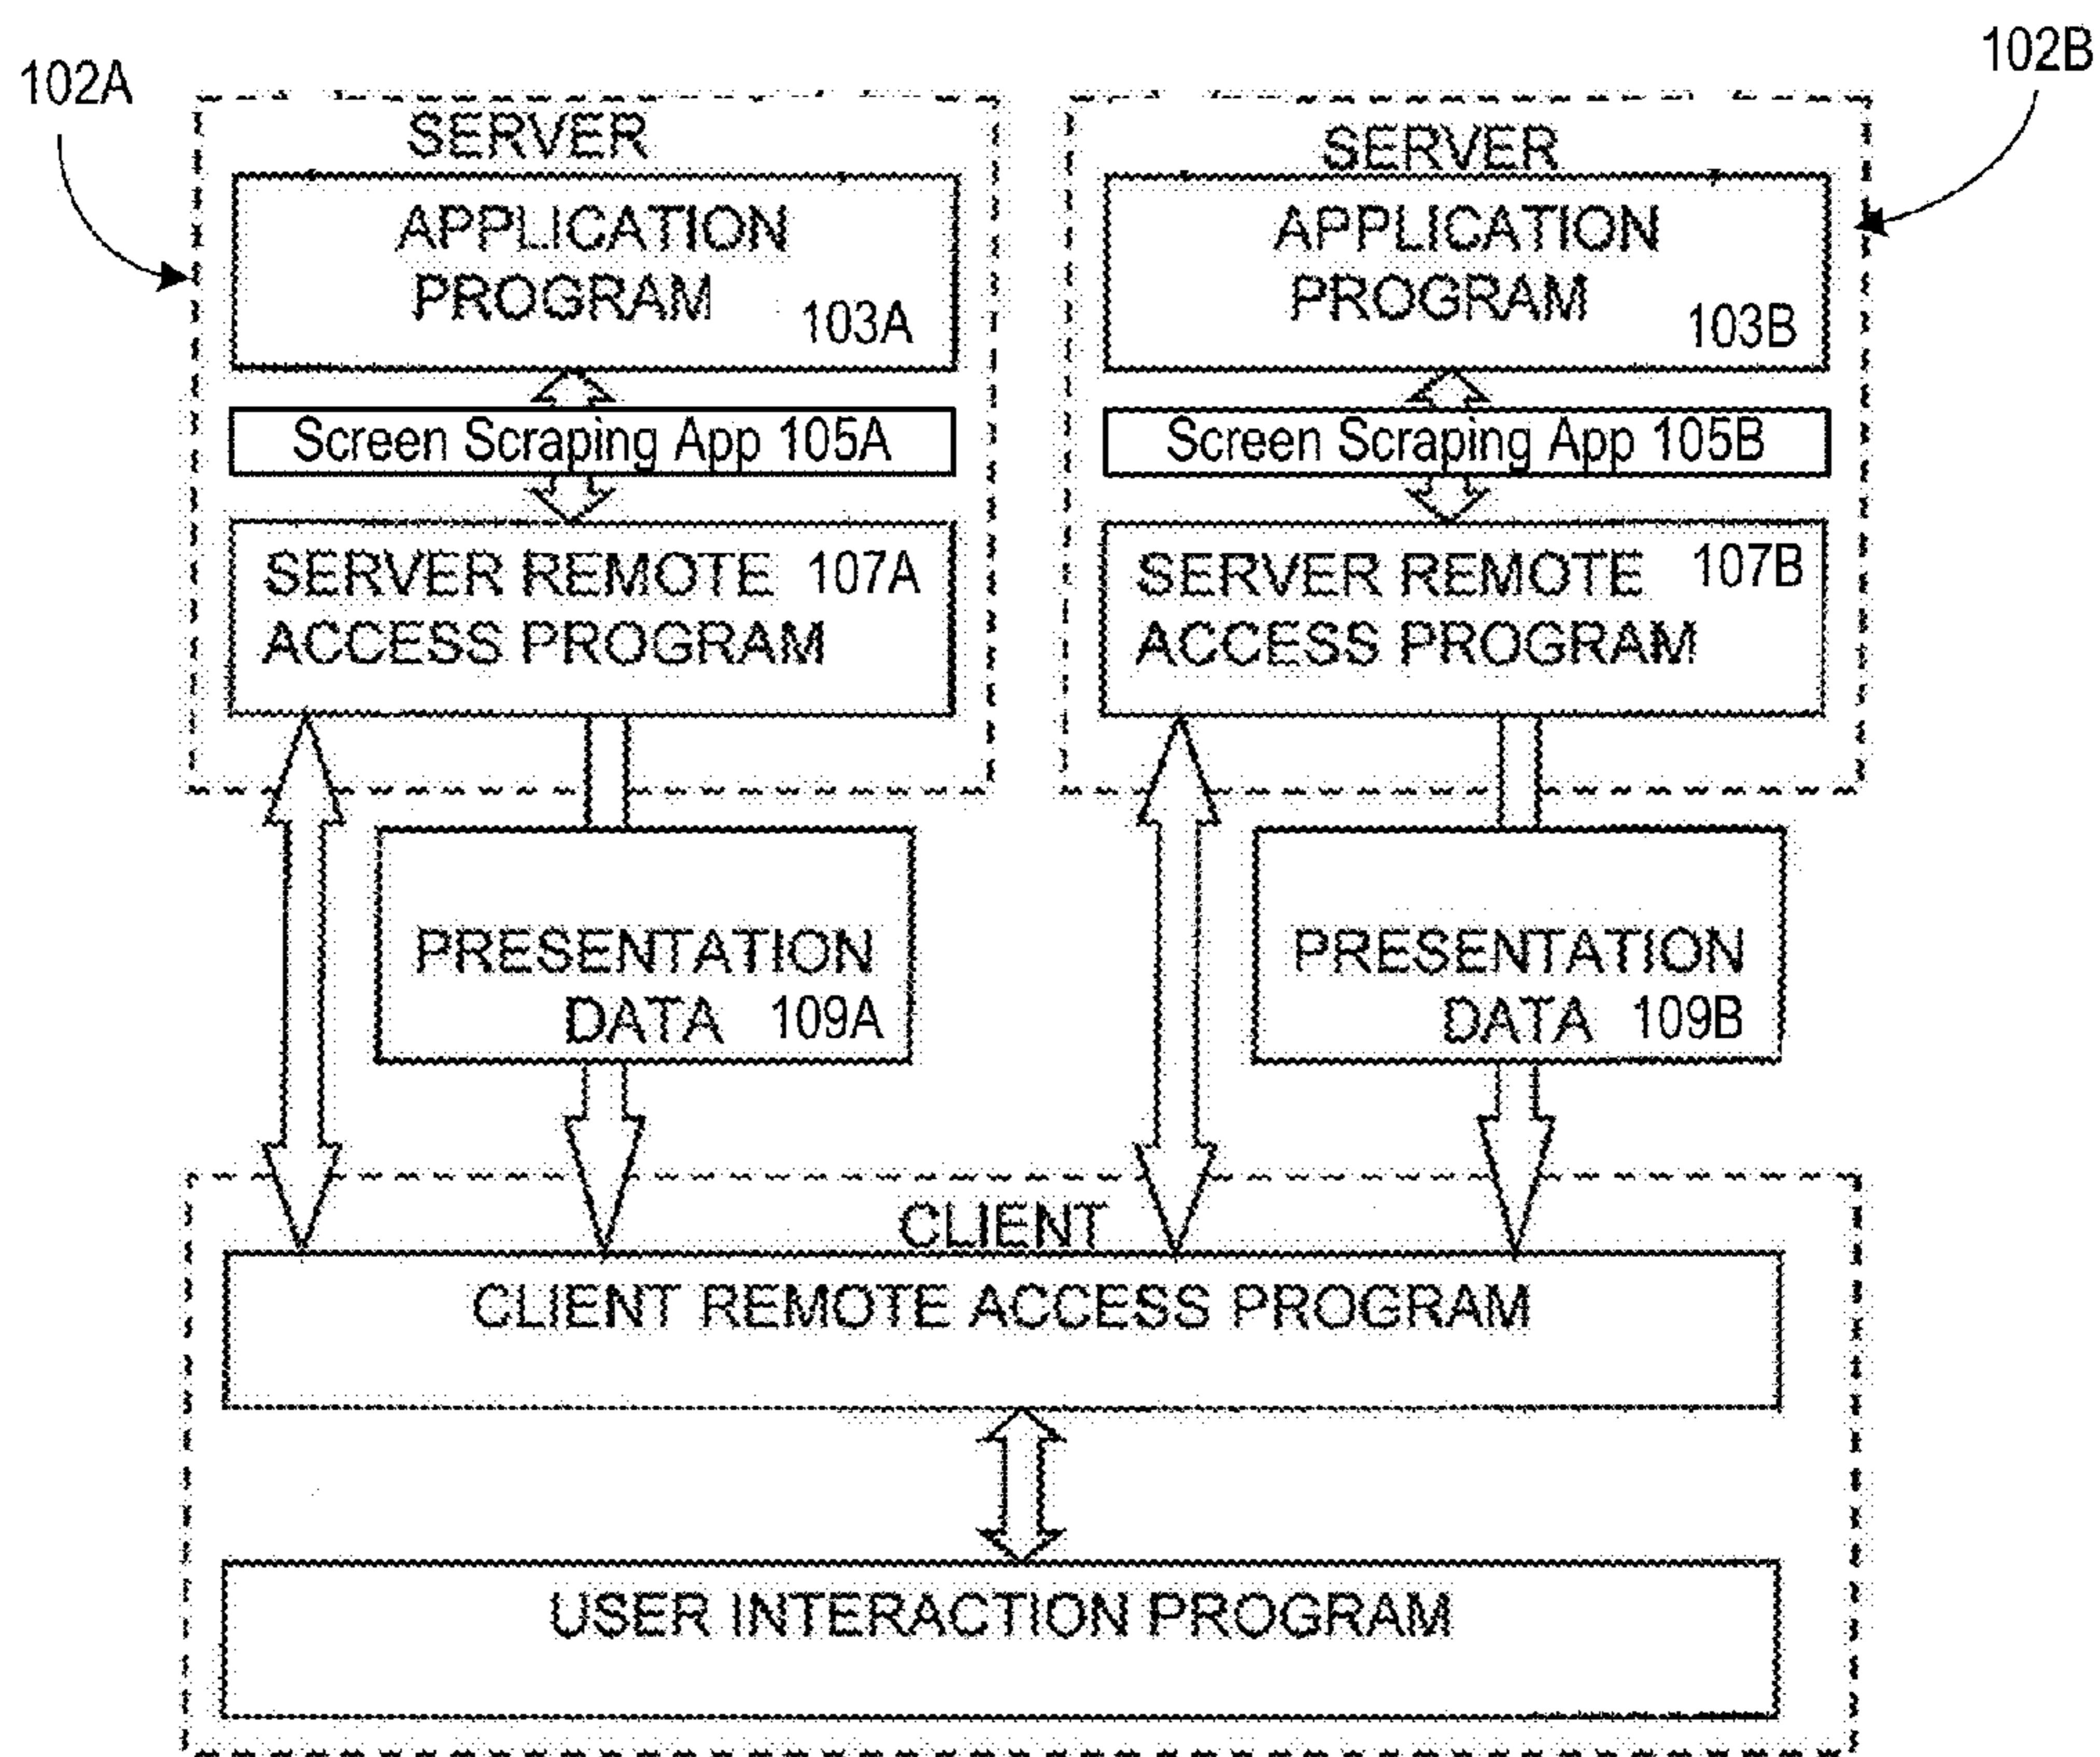 102A
102B
SERVER
APPLICATION
PROGRAM
103A
Screen Scraping App 105A
SERVER REMOTE 107A
ACCESS PROGRAM
PRESENTATION
DATA 109A
SERVER
APPLICATION
PROGRAM
103B
Screen Scraping App 105B
SERVER REMOTE 107B
ACCESS PROGRAM
PRESENTATION
DATA 109B
CLIENT
CLIENT REMOTE ACCESS PROGRAM
USER INTERACTION PROGRAM